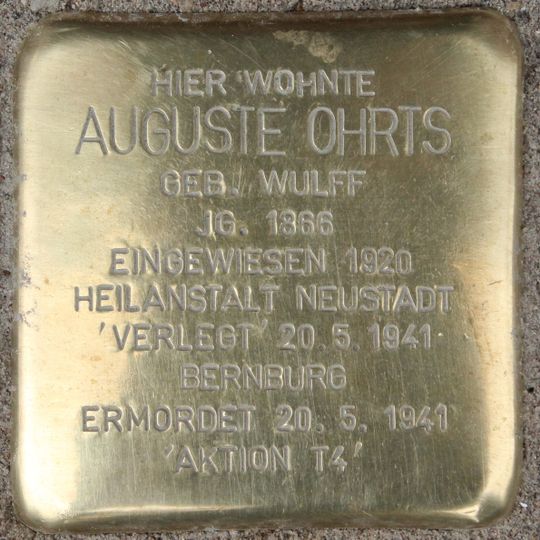 HIER WOHNTE
AUGUSTE OHRTS
GEB. WULFF
JG. 1866
EINGEWIESEN 1920
HEILANSTALT NEUSTADT
'VERLEGT' 20.5.1941
BERNBURG
ERMORDET 20.5.1941
'AKTION T4'